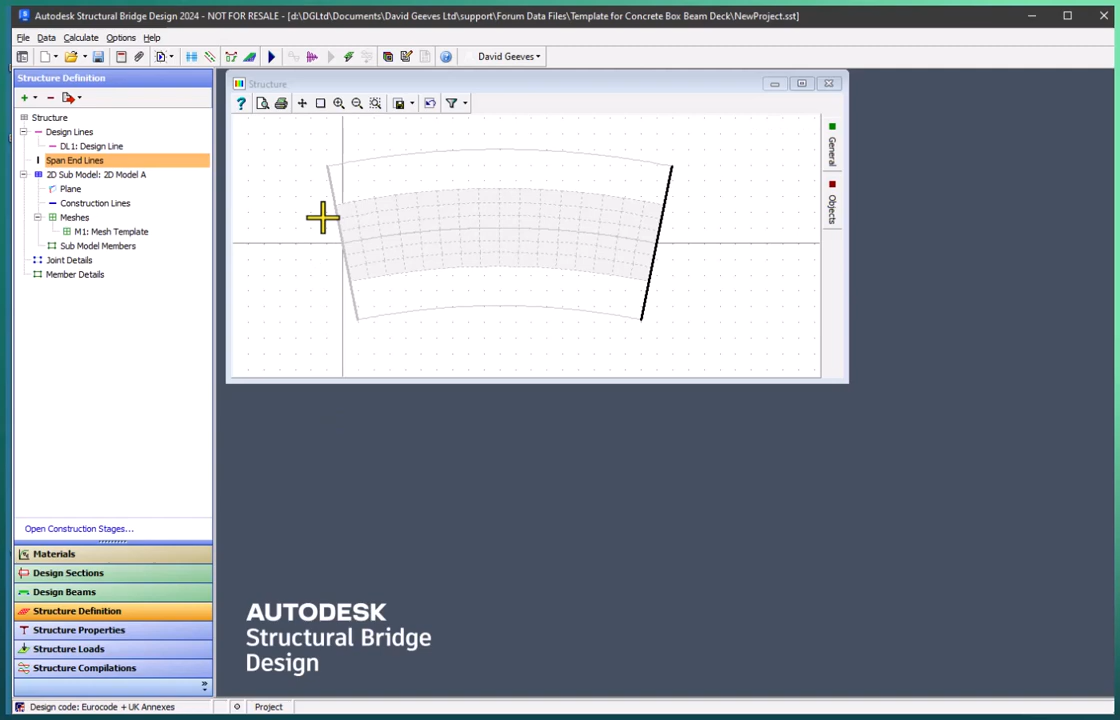 Autodesk Structural Bridge Design 2024 - NOT FOR RESALE - [d:\DGLtd\Documents\David Geeves Ltd\support\Forum Data Files\Template for Concrete Box Beam Deck\NewProject.sst]
File Data Calculate Options Help
David Geeves
Structure Definition
Structure
Structure
Design Lines
DL1: Design Line
Span End Lines
2D Sub Model: 2D Model A
Plane
Construction Lines
Meshes
M1: Mesh Template
Sub Model Members
Joint Details
Member Details
General
Objects
Open Construction Stages...
Materials
Design Sections
Design Beams
Structure Definition
Structure Properties
Structure Loads
Structure Compilations
AUTODESK
Structural Bridge
Design
Design code: Eurocode + UK Annexes
Project